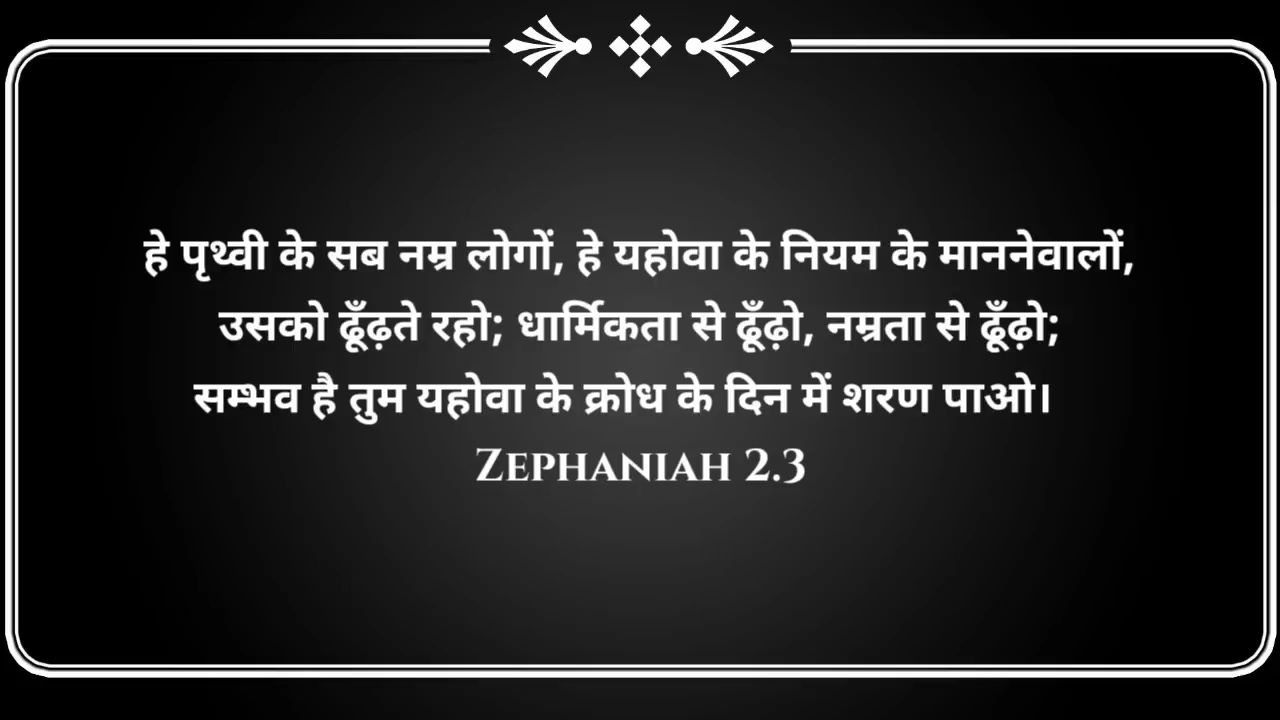 हे पृथ्वी के सब नम्र लोगों, हे यहोवा के नियम के माननेवालों,
उसको ढूँढ़ते रहो; धार्मिकता से ढूँढ़ो, नम्रता से ढूँढ़ो;
सम्भव है तुम यहोवा के क्रोध के दिन में शरण पाओ।
Zephaniah 2.3